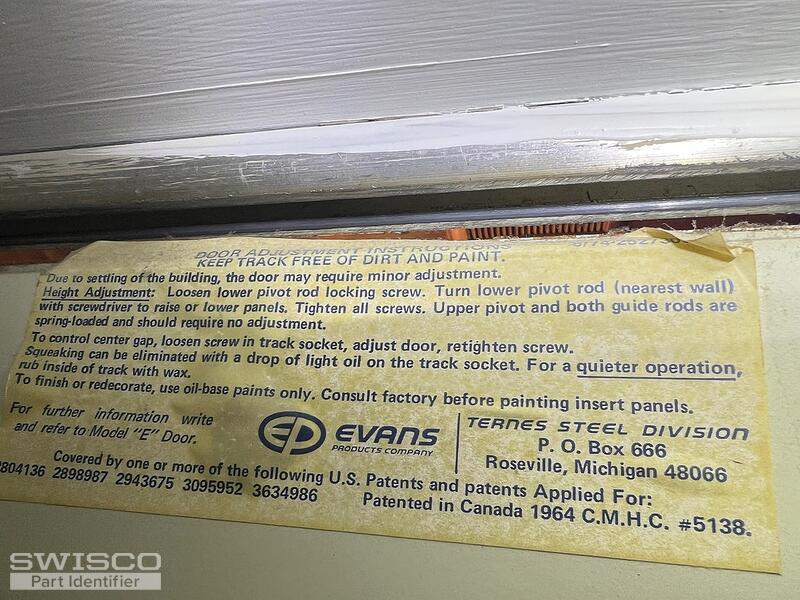 DOOR ADJUSTMENT INSTRUCTIONS
KEEP TRACK FREE OF DIRT AND PAINT.
Due to settling of the building, the door may require minor adjustment.
Height Adjustment: Loosen lower pivot rod locking screw. Turn lower pivot rod (nearest wall)
with screwdriver to raise or lower panels. Tighten all screws. Upper pivot and both guide rods are
spring-loaded and should require no adjustment.
To control center gap, loosen screw in track socket, adjust door, retighten screw.
Squeaking can be eliminated with a drop of light oil on the track socket. For a quieter operation,
rub inside of track with wax.
To finish or redecorate, use oil-base paints only. Consult factory before painting insert panels.
For further information write
and refer to Model "E" Door.
ED EVANS
PRODUCTS COMPANY
TERNES STEEL DIVISION
P. O. Box 666
Roseville, Michigan 48066
Covered by one or more of the following U.S. Patents and patents Applied For:
2804136 2898987 2943675 3095952 3634986
Patented in Canada 1964 C.M.H.C. #5138.
SWISCO
Part Identifier